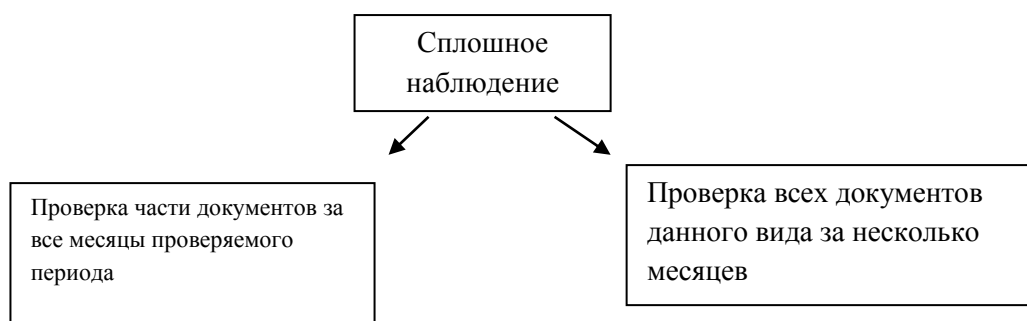 Сплошное
наблюдение
Проверка части документов за
все месяцы проверяемого
периода
Проверка всех документов
данного вида за несколько
месяцев